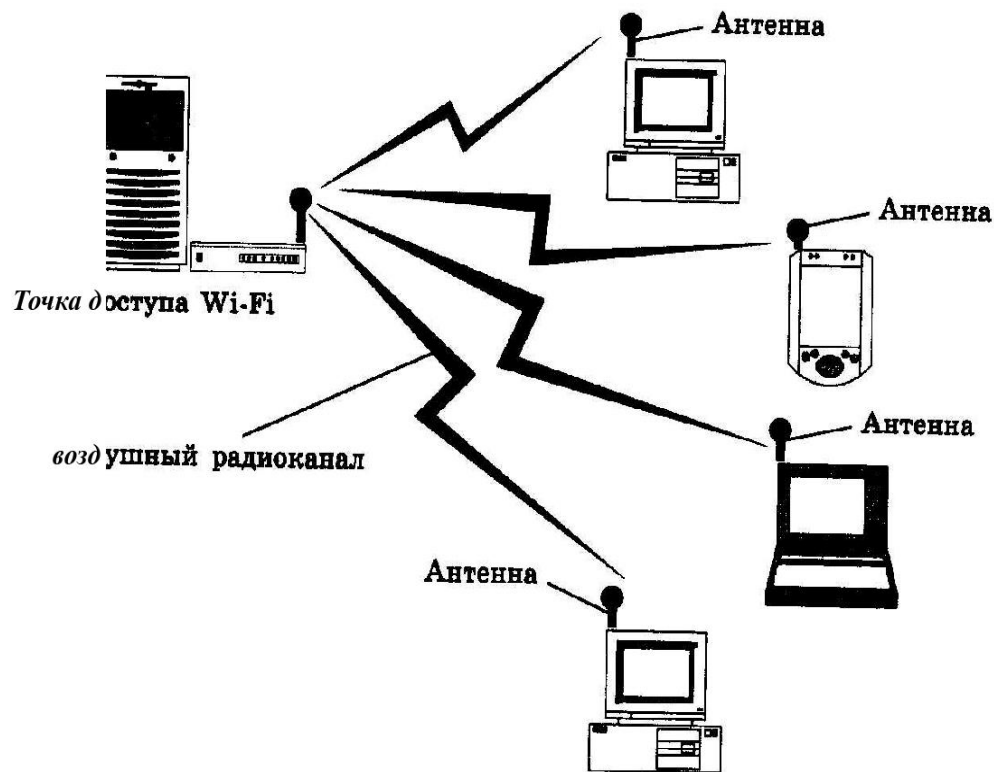 Антенна
Антенна
Точка доступа Wi-Fi
Антенна
воздушный радиоканал
Антенна